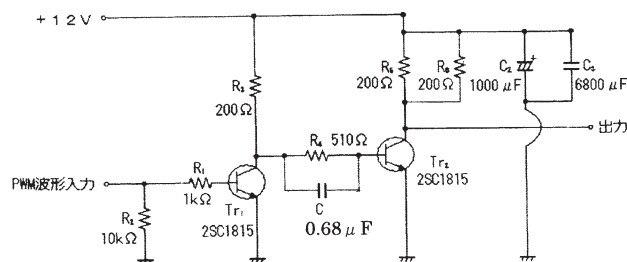 +12V
R₃
200Ω
R₅
200Ω
R₆
200Ω
C₂
+
1000μF
C₃
6800μF
出力
R₄ 510Ω
Tr₂
2SC1815
PWM波形入力
R₁
1kΩ
Tr₁
2SC1815
C
0.68μF
R₂
10kΩ